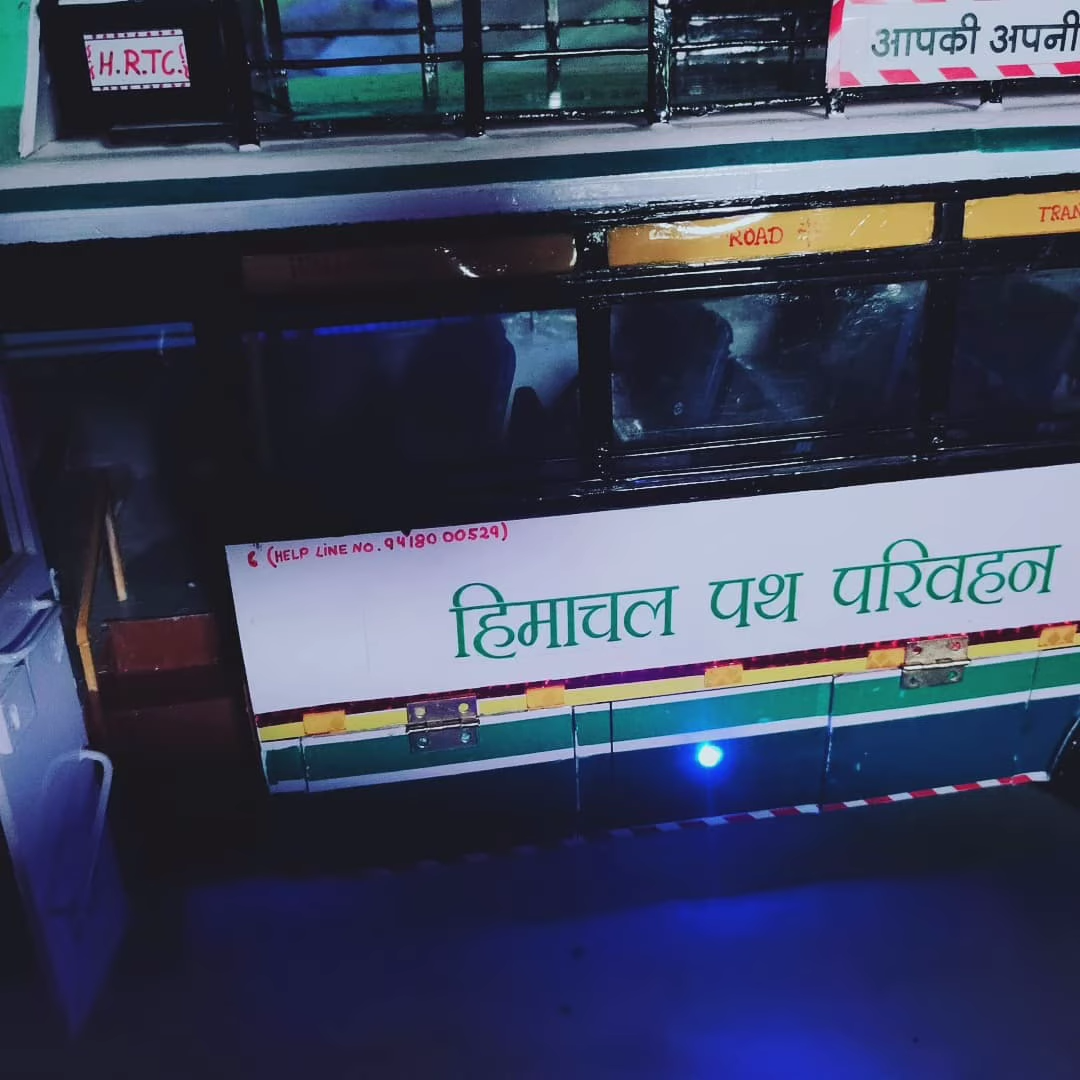 H.R.T.C.
आपकी अपनी
ROAD
TRAN
(HELP LINE NO. 94180 00529)
हिमाचल पथ परिवहन